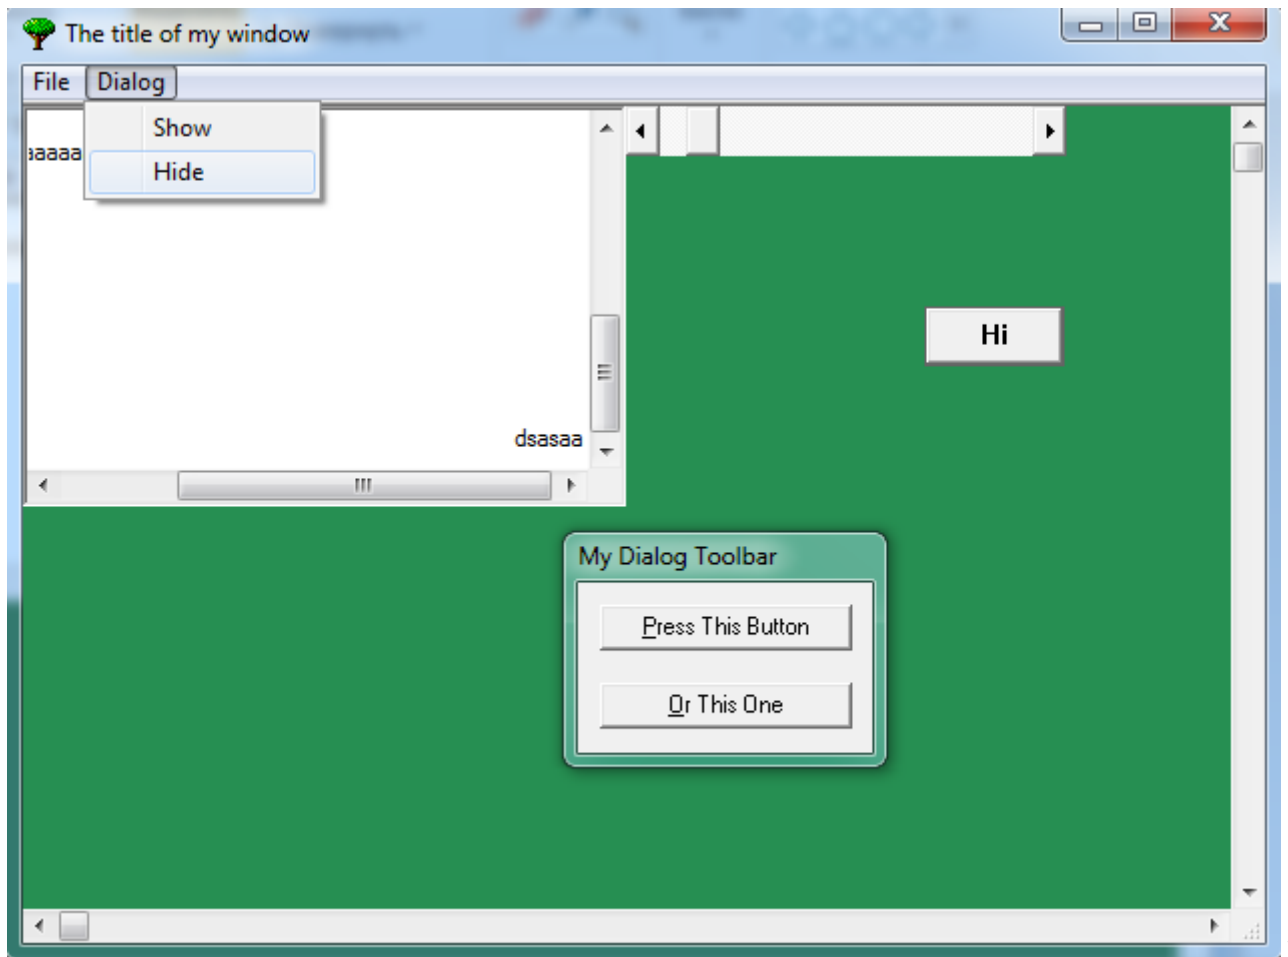 The title of my window
File Dialog
Show
Hide
Hi
dsasaa
My Dialog Toolbar
Press This Button
Or This One